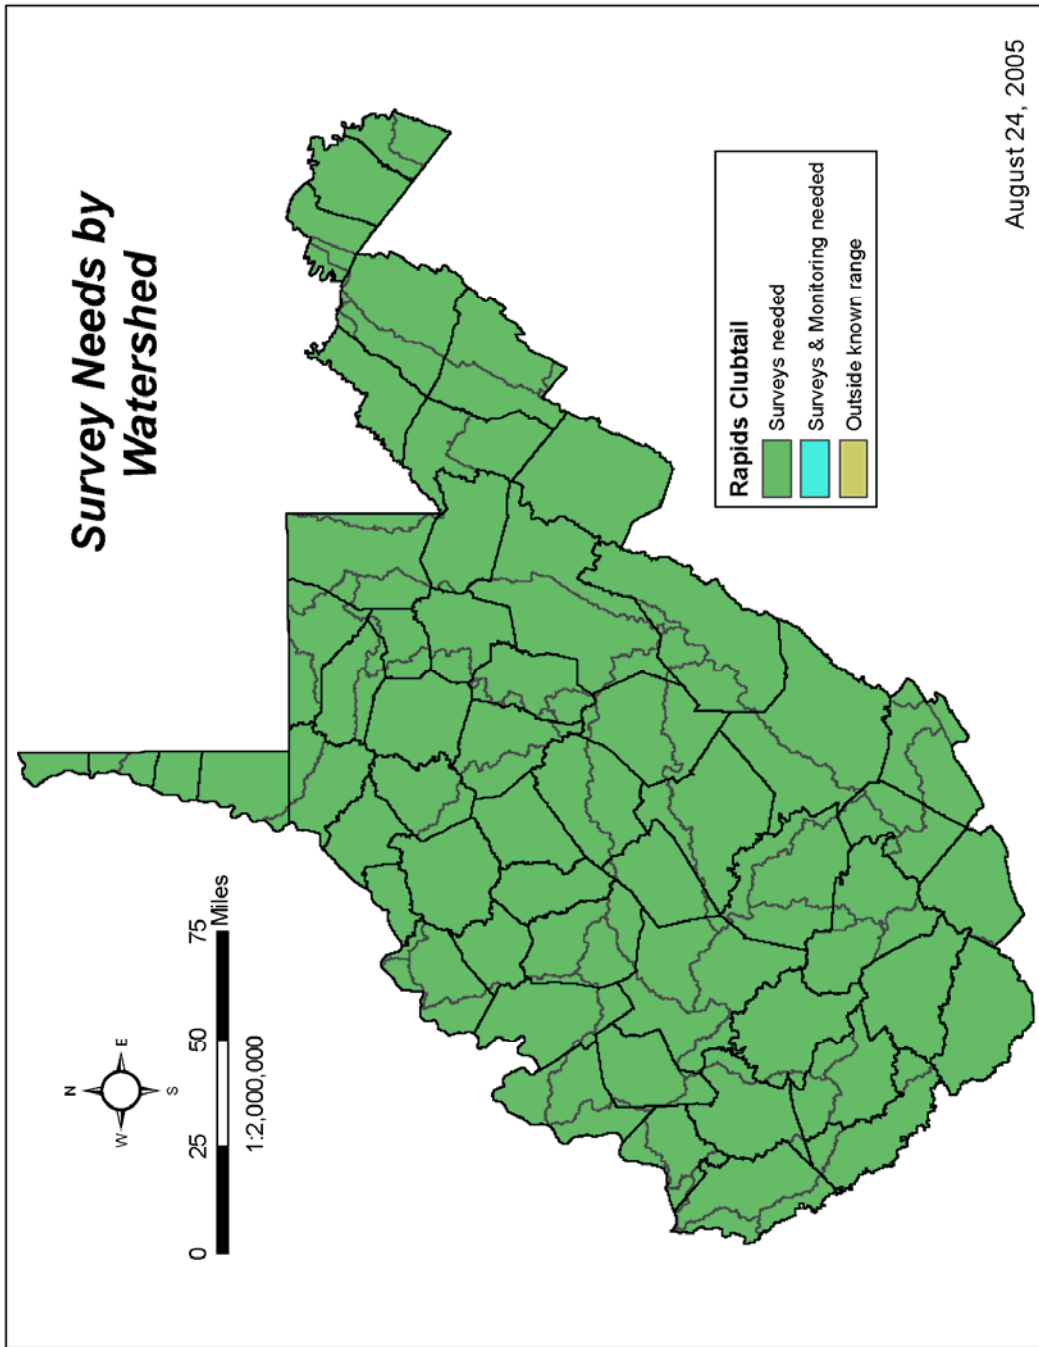 Survey Needs by
Watershed
N
W
E
S
0 25 50 75
Miles
1:2,000,000
Rapids Clubtail
Surveys needed
Surveys & Monitoring needed
Outside known range
August 24, 2005